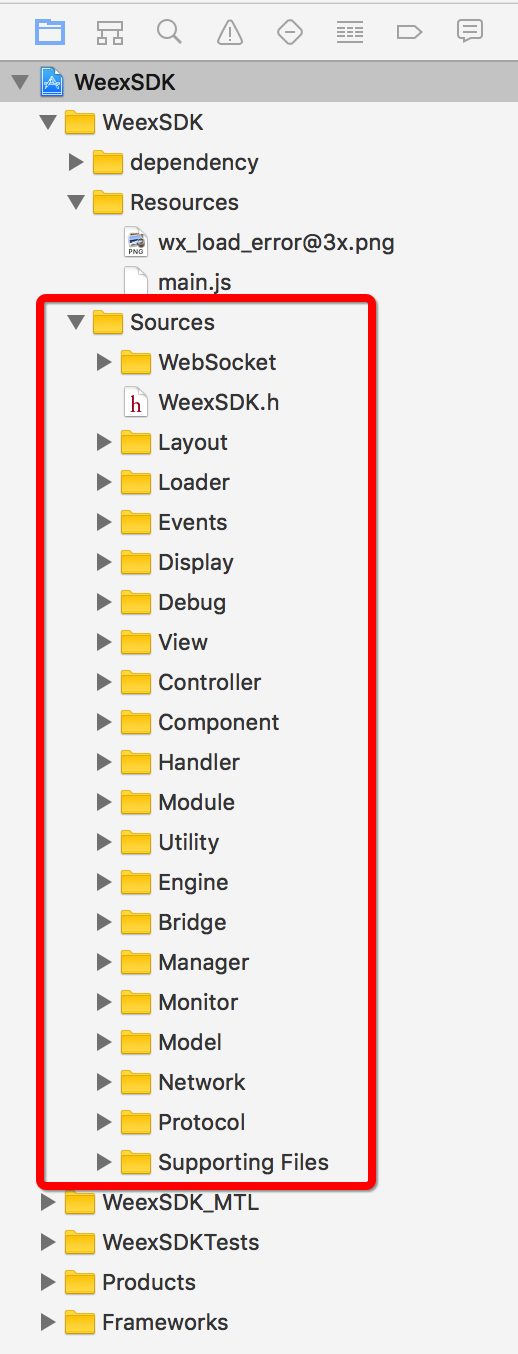 WeexSDK
WeexSDK
dependency
Resources
PNG wx_load_error@3x.png
main.js
Sources
WebSocket
h WeexSDK.h
Layout
Loader
Events
Display
Debug
View
Controller
Component
Handler
Module
Utility
Engine
Bridge
Manager
Monitor
Model
Network
Protocol
Supporting Files
WeexSDK_MTL
WeexSDKTests
Products
Frameworks